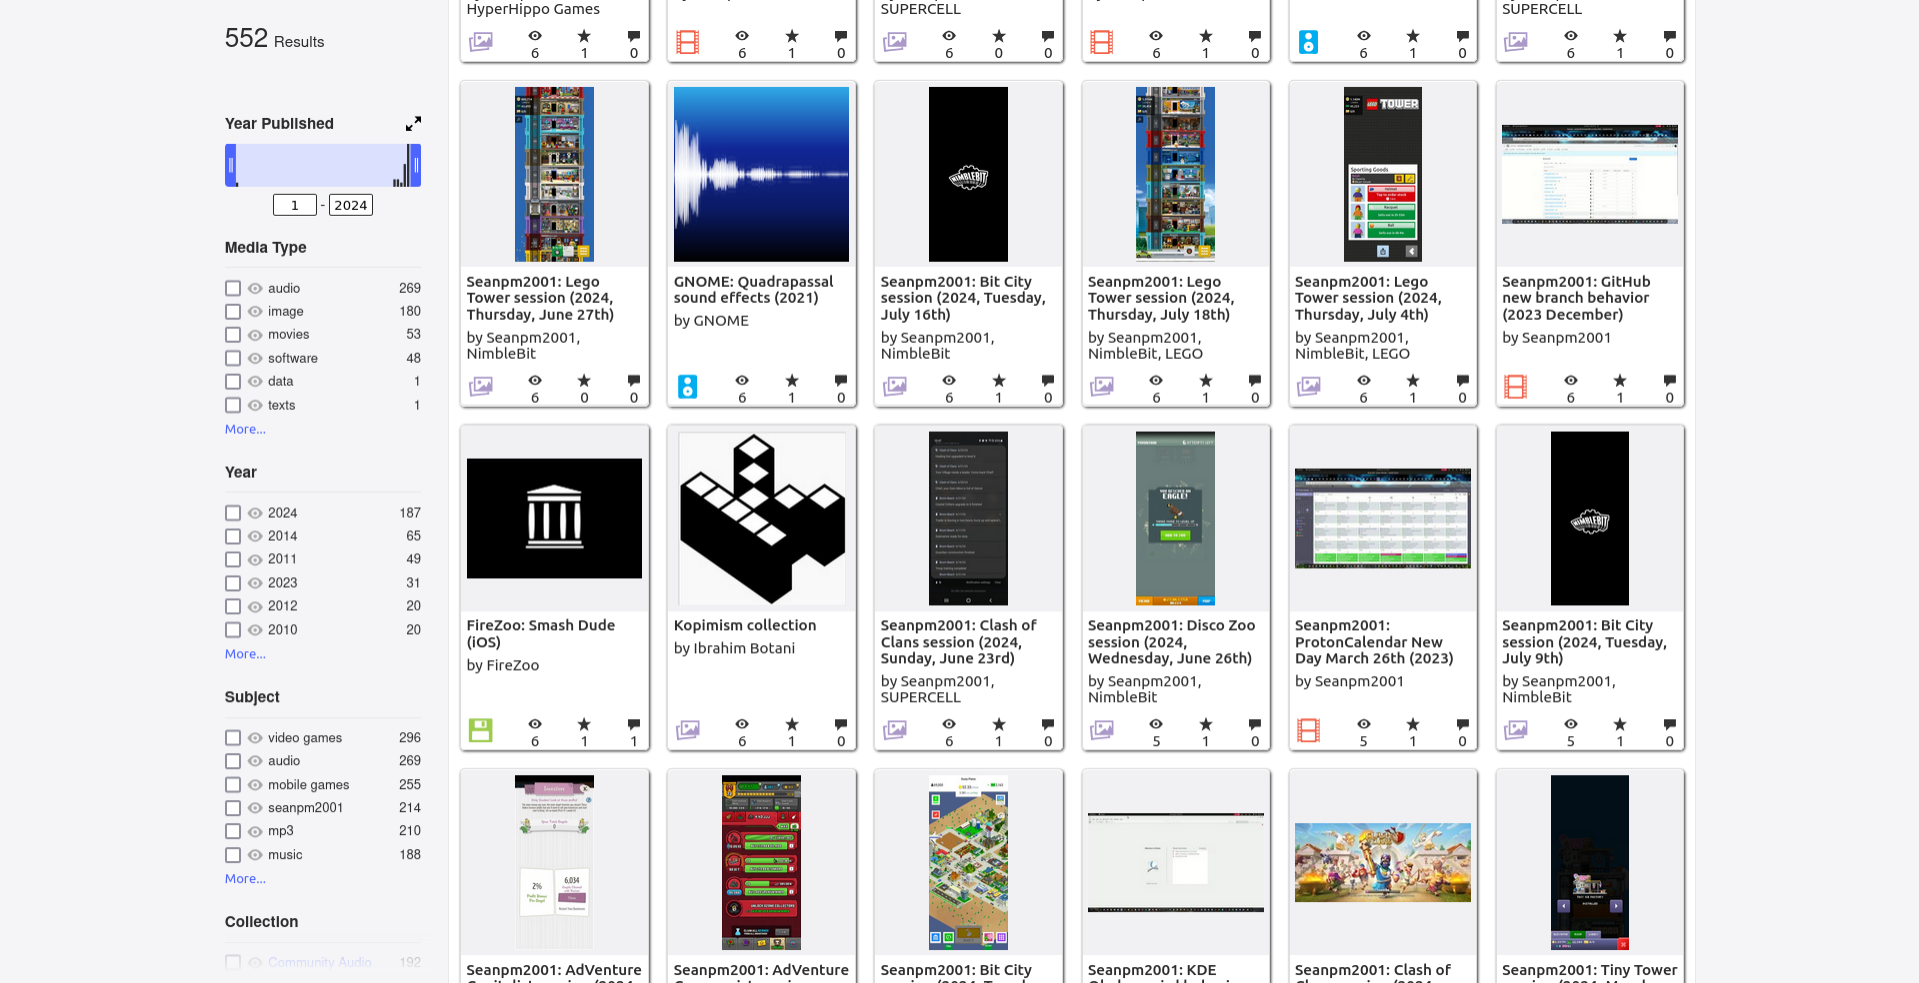 552 Results
Year Published
1 - 2024
Media Type
audio 269
image 180
movies 53
software 48
data 1
texts 1
More...
Year
2024 187
2014 65
2011 49
2023 31
2012 20
2010 20
More...
Subject
video games 296
audio 269
mobile games 255
seanpm2001 214
mp3 210
music 188
More...
Collection
Community Audio 192
HyperHippo Games
6 1 0
6 1 0
SUPERCELL
6 0 0
6 1 0
6 1 0
SUPERCELL
6 1 0
Seanpm2001: Lego
Tower session (2024,
Thursday, June 27th)
by Seanpm2001,
NimbleBit
6 0 0
GNOME: Quadrapassal
sound effects (2021)
by GNOME
6 1 0
NIMBLEBIT
Seanpm2001: Bit City
session (2024, Tuesday,
July 16th)
by Seanpm2001,
NimbleBit
6 1 0
Seanpm2001: Lego
Tower session (2024,
Thursday, July 18th)
by Seanpm2001,
NimbleBit, LEGO
6 1 0
LEGO TOWER
Sporting Goods
Seanpm2001: Lego
Tower session (2024,
Thursday, July 4th)
by Seanpm2001,
NimbleBit, LEGO
6 1 0
Seanpm2001: GitHub
new branch behavior
(2023 December)
by Seanpm2001
6 1 0
FireZoo: Smash Dude
(iOS)
by FireZoo
6 1 1
Kopimism collection
by Ibrahim Botani
6 1 0
Seanpm2001: Clash of
Clans session (2024,
Sunday, June 23rd)
by Seanpm2001,
SUPERCELL
6 1 0
EAGLE!
Seanpm2001: Disco Zoo
session (2024,
Wednesday, June 26th)
by Seanpm2001,
NimbleBit
5 1 0
Seanpm2001:
ProtonCalendar New
Day March 26th (2023)
by Seanpm2001
5 1 0
NIMBLEBIT
Seanpm2001: Bit City
session (2024, Tuesday,
July 9th)
by Seanpm2001,
NimbleBit
5 1 0
2%
6,034
Seanpm2001: AdVenture
Seanpm2001: AdVenture
Seanpm2001: Bit City
Seanpm2001: KDE
Seanpm2001: Clash of
Seanpm2001: Tiny Tower